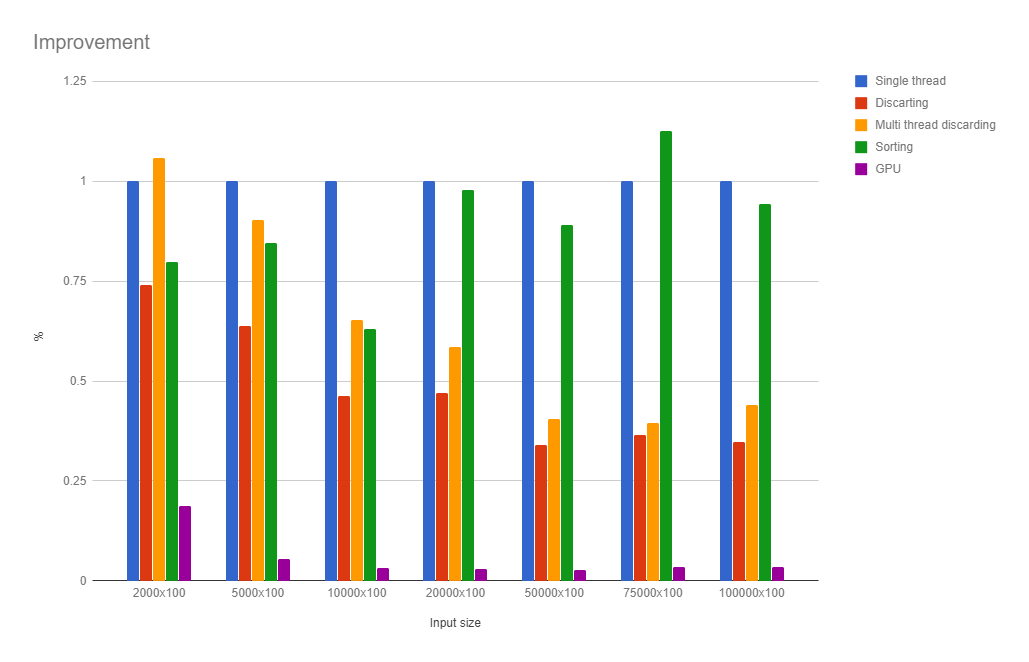 Improvement
1.25
1
0.75
0.5
0.25
0
%
2000x100
5000x100
10000x100
20000x100
50000x100
75000x100
100000x100
Input size
Single thread
Discarting
Multi thread discarding
Sorting
GPU